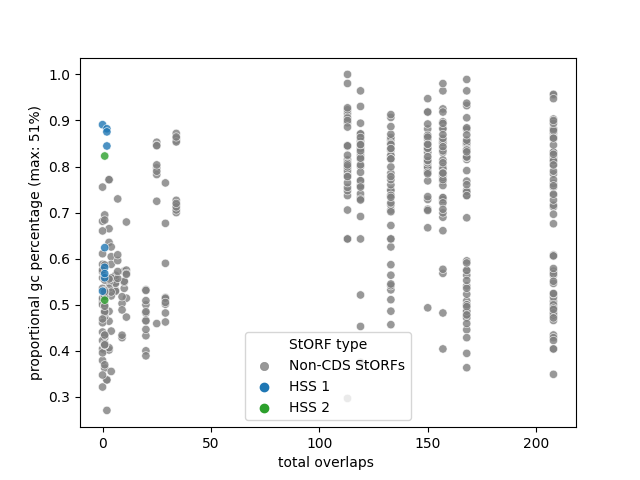 1.0
0.9
0.8
0.7
0.6
0.5
0.4
0.3
proportional gc percentage (max: 51%)
StORF type
Non-CDS StORFs
HSS 1
HSS 2
0 50 100 150 200
total overlaps